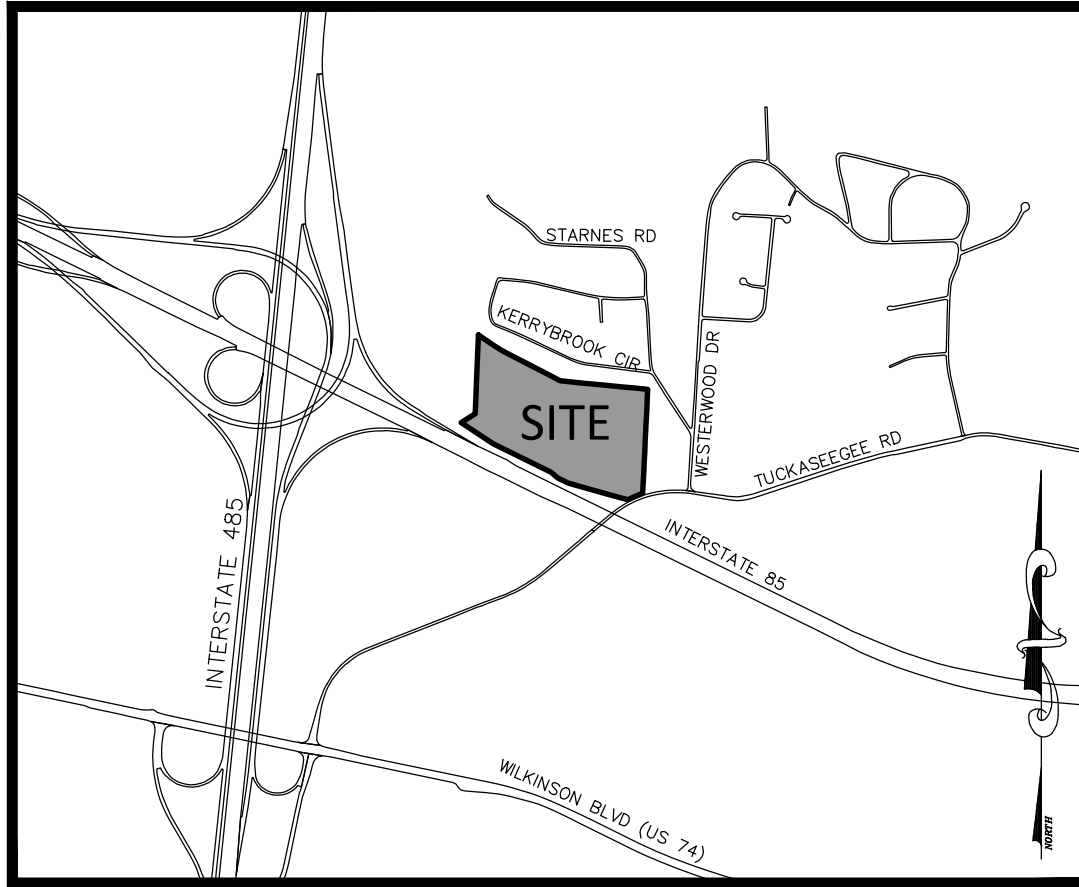 STARNES RD
KERRYBROOK CIR
WESTERWOOD DR
SITE
TUCKASEEGEE RD
INTERSTATE 485
INTERSTATE 85
WILKINSON BLVD (US 74)
NORTH